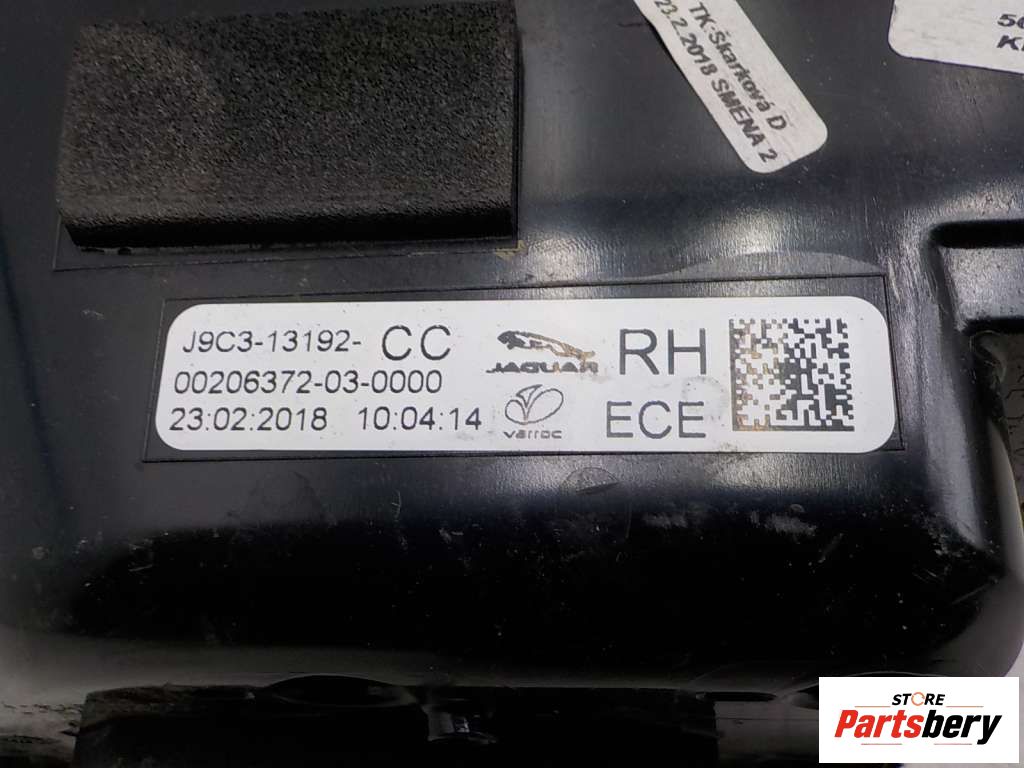 TK:Škarková D
23.2.2018 SMĚNA 2
J9C3-13192- CC
00206372-03-0000
23.02.2018 10:04:14
JAGUAR
varroc
RH
ECE
STORE
Partsbery